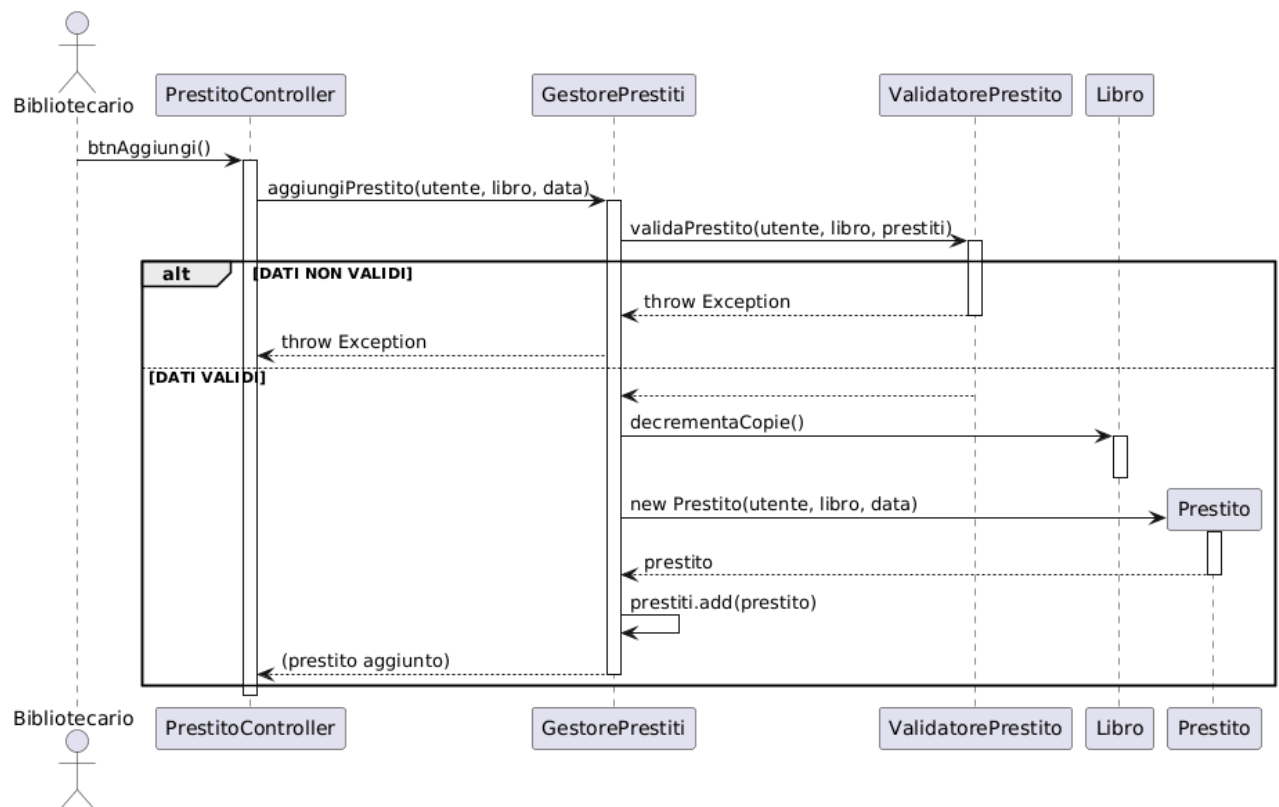 Bibliotecario
PrestitoController
GestorePrestiti
ValidatorePrestito
Libro
btnAggiungi()
aggiungiPrestito(utente, libro, data)
validaPrestito(utente, libro, prestiti)
alt
[DATI NON VALIDI]
throw Exception
throw Exception
[DATI VALIDI]
decrementaCopie()
new Prestito(utente, libro, data)
Prestito
prestito
prestiti.add(prestito)
(prestito aggiunto)
Bibliotecario
PrestitoController
GestorePrestiti
ValidatorePrestito
Libro
Prestito